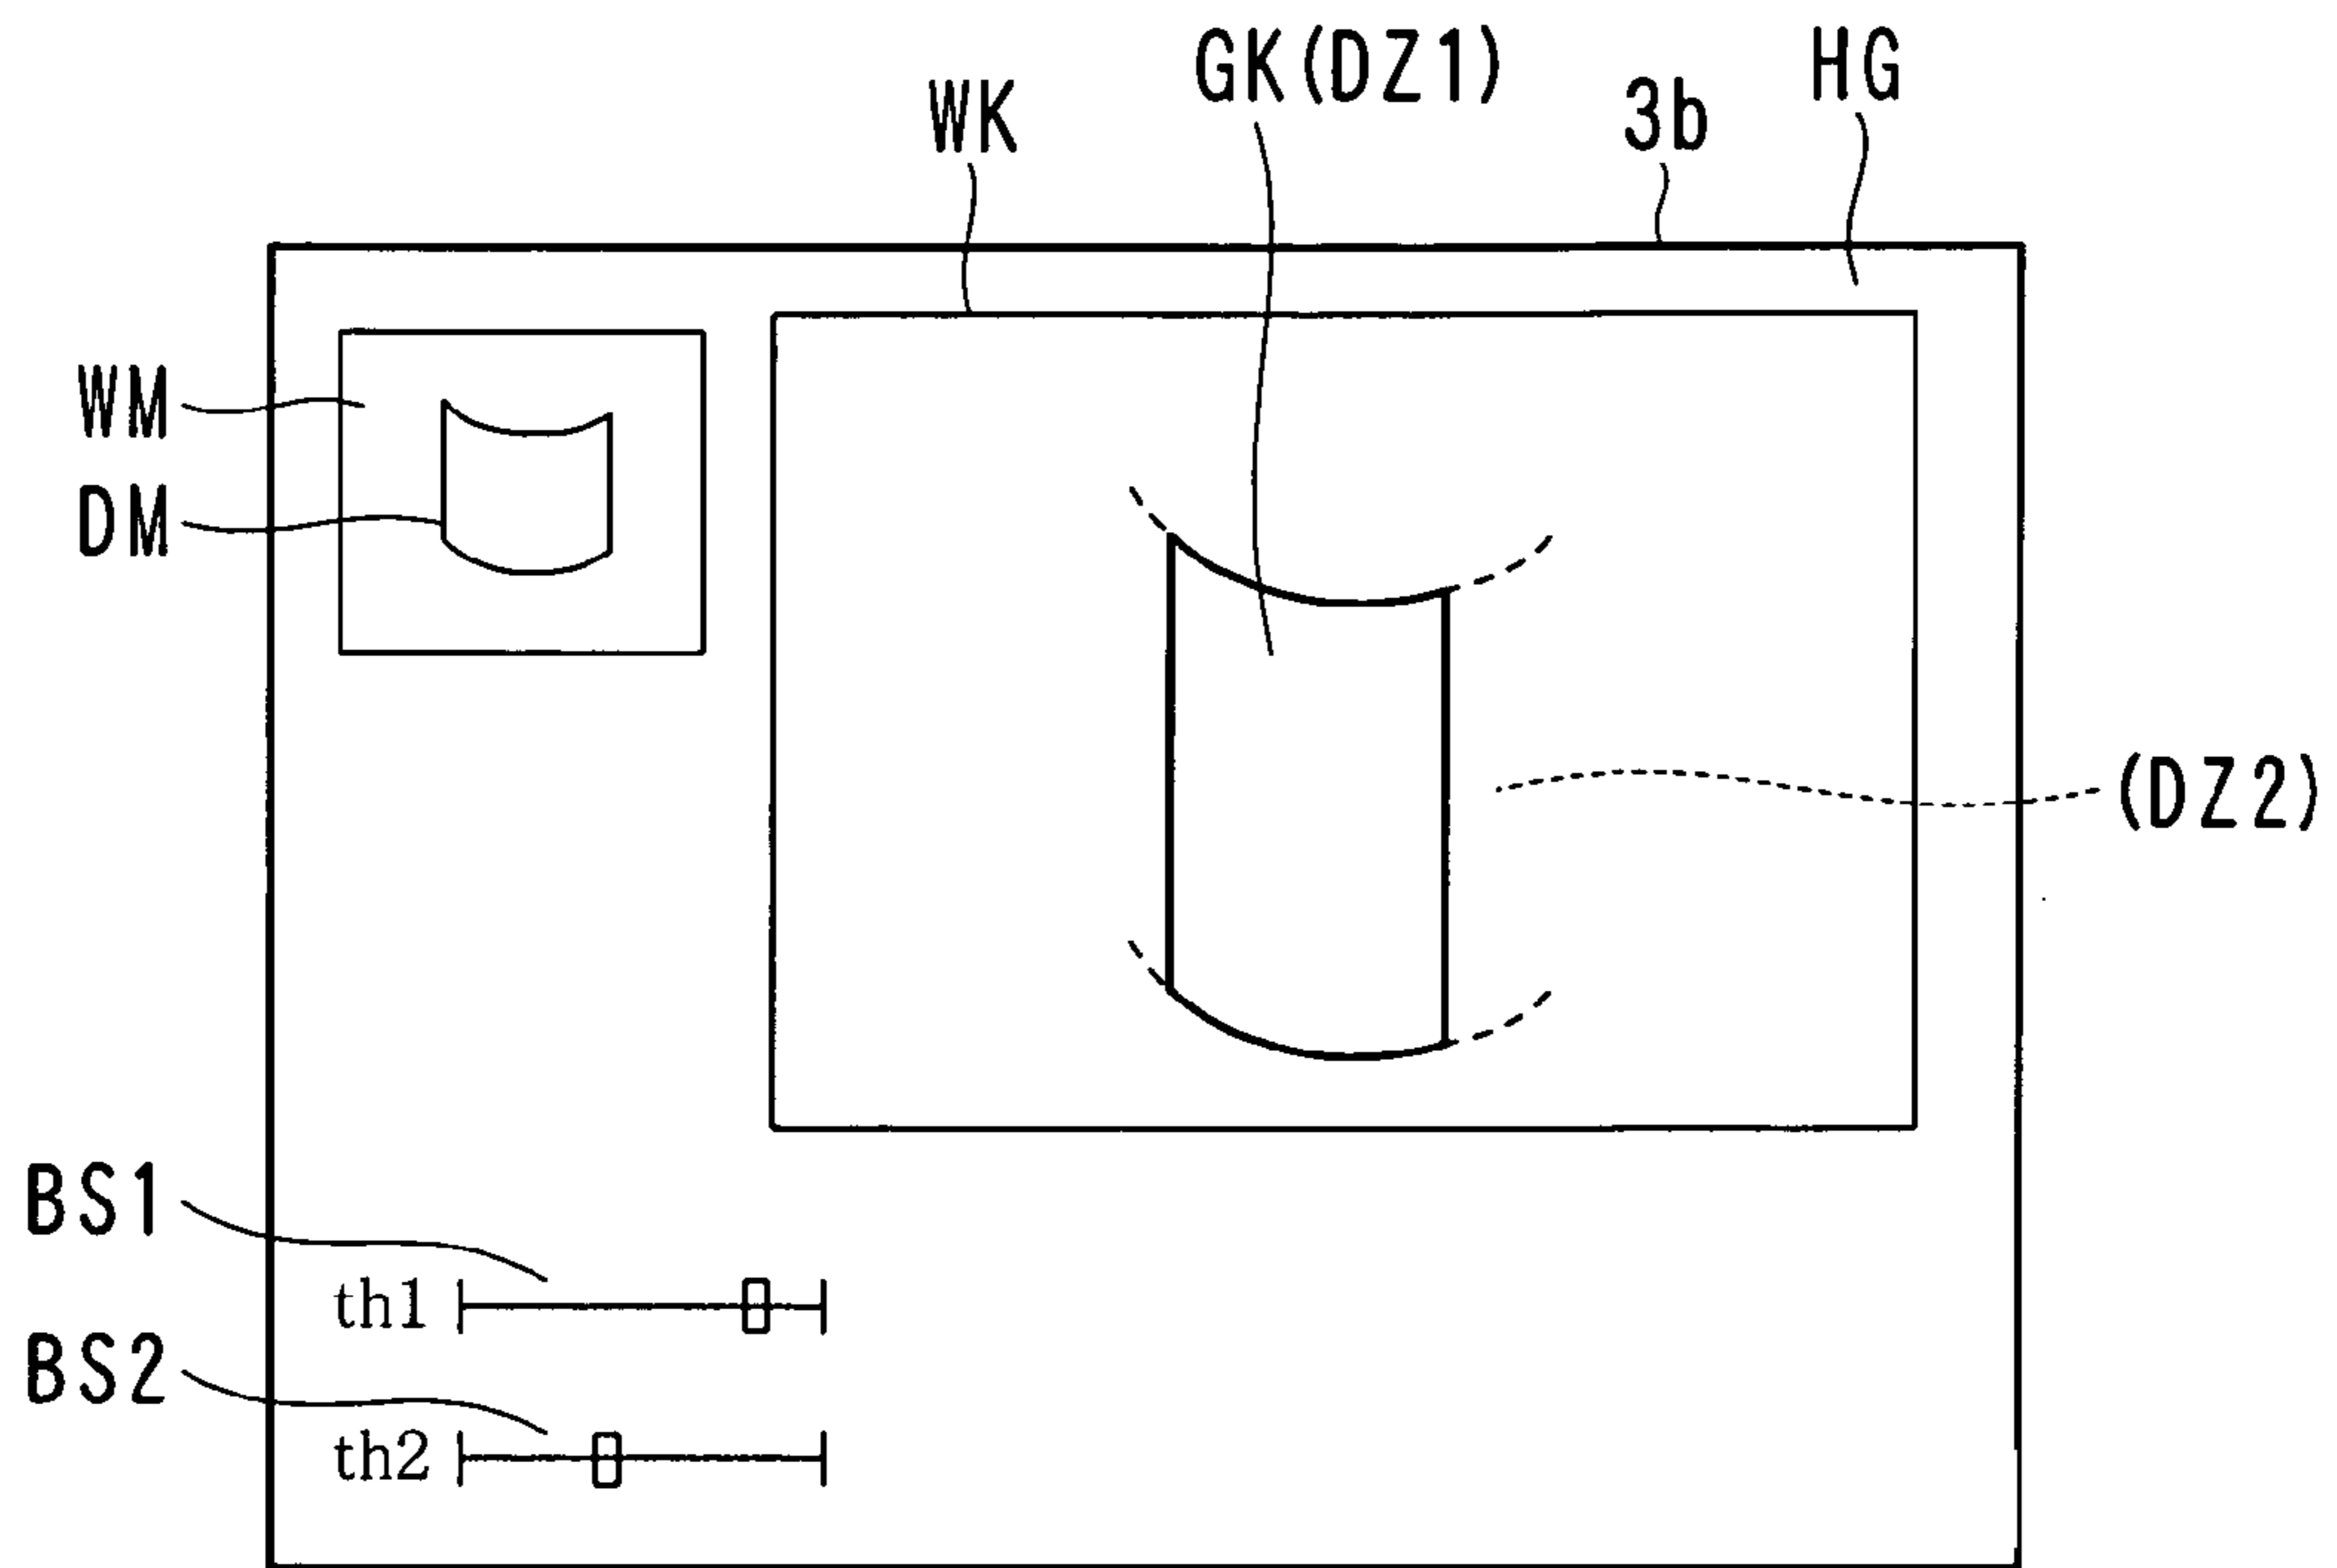 GK(DZ1)
HG
WK
3b
WM
DM
(DZ2)
BS1
th1
BS2
th2